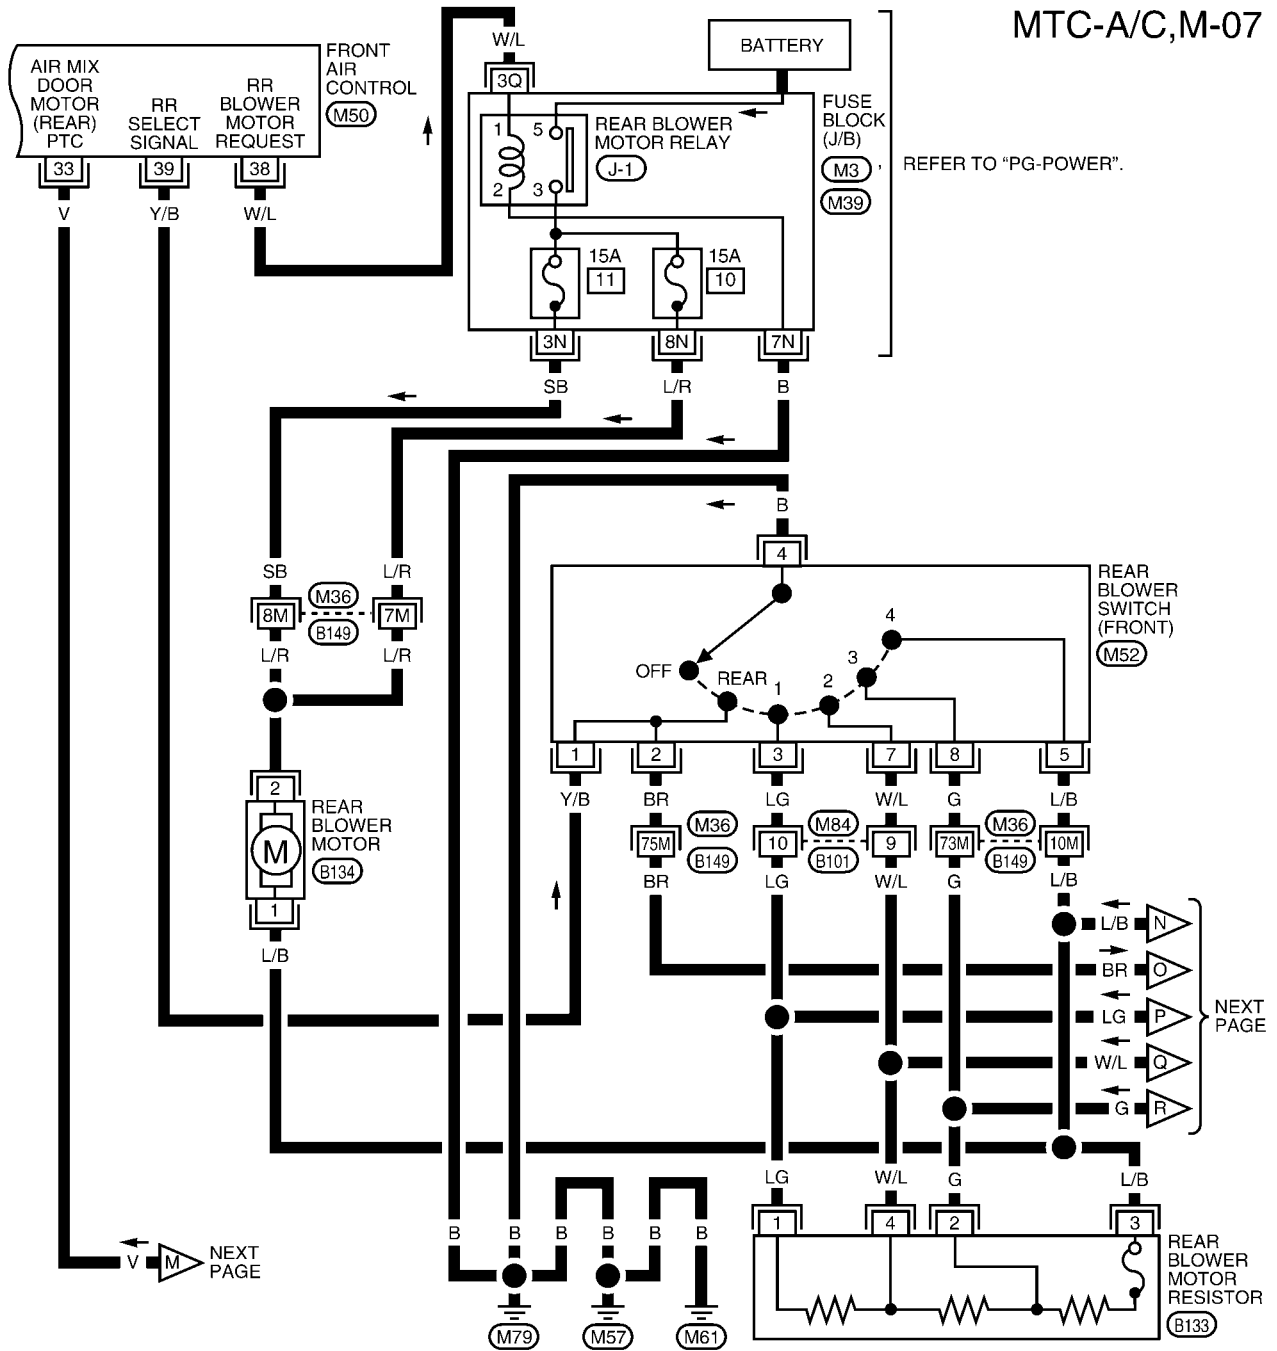 MTC-A/C,M-07
FRONT
AIR
CONTROL
M50
AIR MIX
DOOR
MOTOR
(REAR)
PTC
RR
SELECT
SIGNAL
RR
BLOWER
MOTOR
REQUEST
33
39
38
V
Y/B
W/L
W/L
3Q
BATTERY
1
5
2
3
REAR BLOWER
MOTOR RELAY
J-1
FUSE
BLOCK
(J/B)
M3
,
M39
REFER TO “PG-POWER”.
15A
11
15A
10
3N
8N
7N
SB
L/R
B
B
4
SB
L/R
8M
M36
B149
7M
L/R
L/R
REAR
BLOWER
SWITCH
(FRONT)
M52
OFF
REAR
1
2
3
4
1
2
3
7
8
5
Y/B
BR
LG
W/L
G
L/B
75M
M36
B149
10
M84
B101
9
73M
M36
B149
10M
BR
LG
W/L
G
L/B
2
M
REAR
BLOWER
MOTOR
B134
1
L/B
L/B
N
BR
O
LG
P
W/L
Q
G
R
NEXT
PAGE
LG
W/L
G
L/B
1
4
2
3
REAR
BLOWER
MOTOR
RESISTOR
B133
B
B
B
B
B
B
V
M
NEXT
PAGE
M79
M57
M61